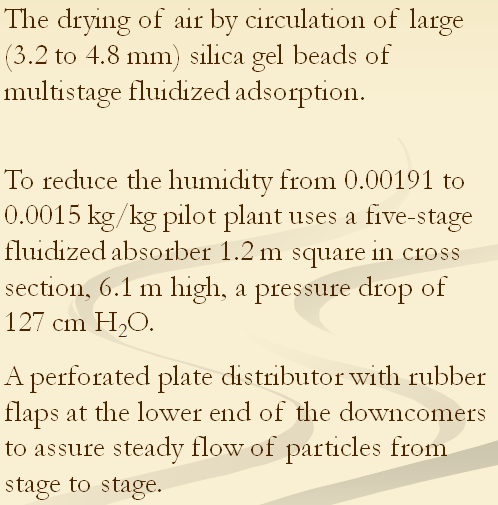 The drying of air by circulation of large
(3.2 to 4.8 mm) silica gel beads of
multistage fluidized adsorption.
To reduce the humidity from 0.00191 to
0.0015 kg/kg pilot plant uses a five-stage
fluidized absorber 1.2 m square in cross
section, 6.1 m high, a pressure drop of
127 cm H₂O.
A perforated plate distributor with rubber
flaps at the lower end of the downcomers
to assure steady flow of particles from
stage to stage.